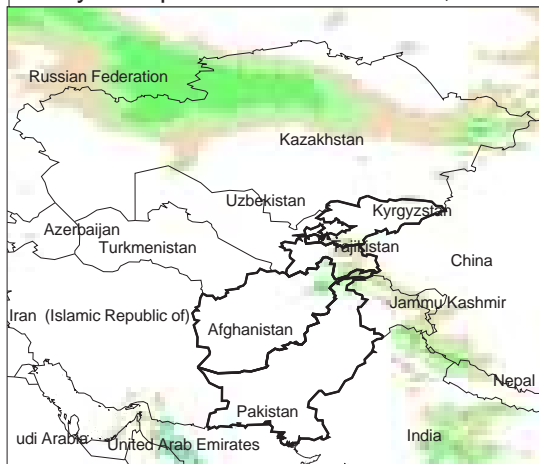 Russian Federation
Kazakhstan
Uzbekistan
Kyrgyzstan
Azerbaijan
Turkmenistan
Tajikistan
China
Iran (Islamic Republic of)
Jammu Kashmir
Afghanistan
Nepal
Pakistan
udi Arabia
United Arab Emirates
India